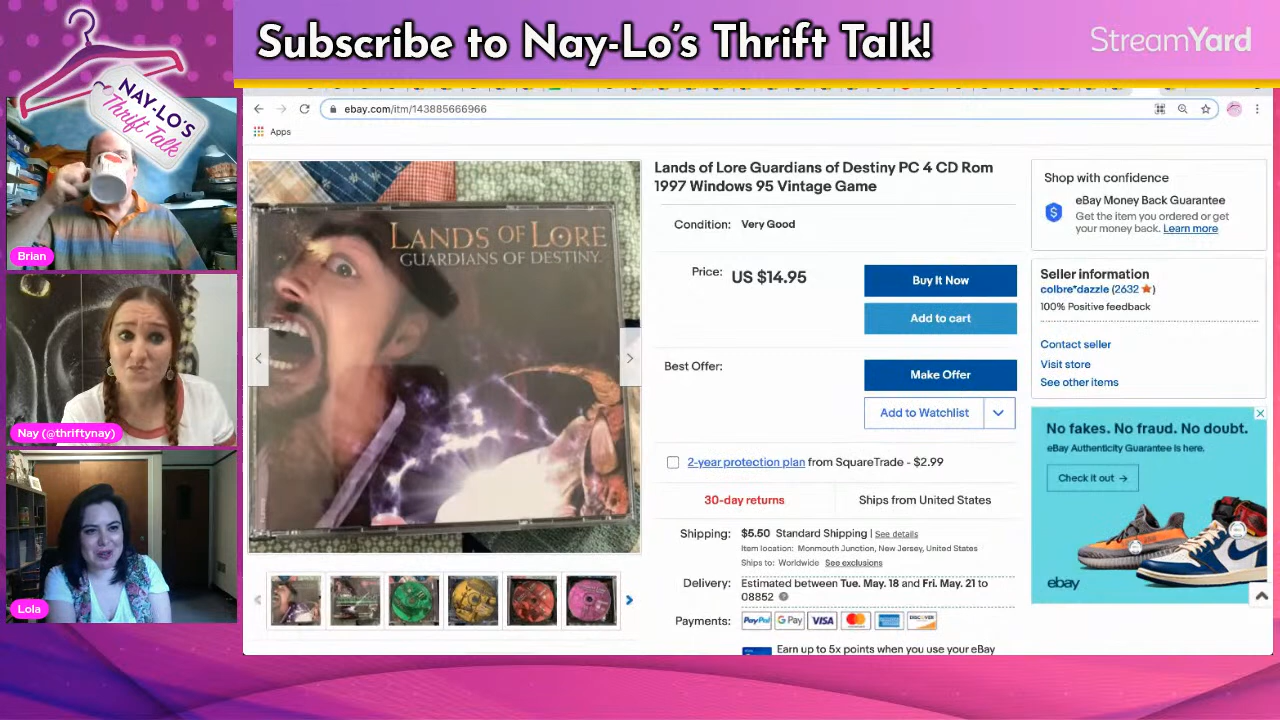 Subscribe to Nay-Lo's Thrift Talk!
StreamYard
NAY-LO'S
Thrift Talk
Brian
Nay (@thriftynay)
Lola
ebay.com/itm/143885666966
Apps
LANDS OF LORE
GUARDIANS OF DESTINY.
Lands of Lore Guardians of Destiny PC 4 CD Rom
1997 Windows 95 Vintage Game
Condition: Very Good
Price: US $14.95
Buy It Now
Add to cart
Best Offer:
Make Offer
Add to Watchlist
2-year protection plan from SquareTrade - $2.99
30-day returns
Ships from United States
Shipping: $5.50 Standard Shipping | See details
Item location: Monmouth Junction, New Jersey, United States
Ships to: Worldwide See exclusions
Delivery: Estimated between Tue. May. 18 and Fri. May. 21 to
08852
Payments: PayPal G Pay VISA MasterCard AMERICAN EXPRESS DISCOVER
Earn up to 5x points when you use your eBay
Shop with confidence
eBay Money Back Guarantee
Get the item you ordered or get
your money back. Learn more
Seller information
colbre*dazzle (2632)
100% Positive feedback
Contact seller
Visit store
See other items
No fakes. No fraud. No doubt.
eBay Authenticity Guarantee is here.
Check it out →
ebay